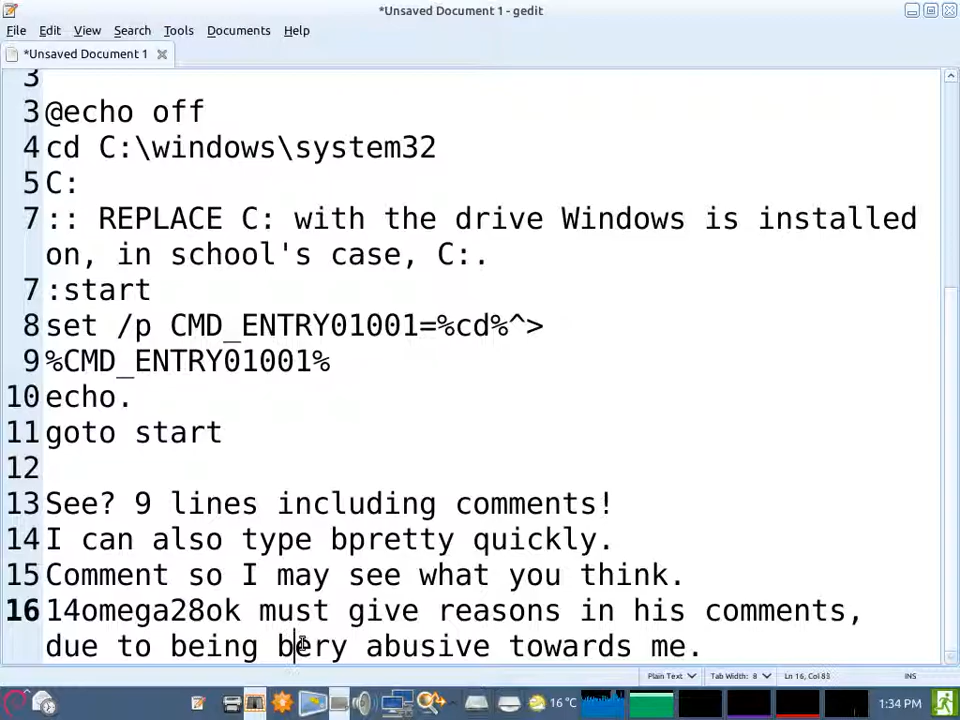 *Unsaved Document 1 - gedit
File Edit View Search Tools Documents Help
*Unsaved Document 1
3
3 @echo off
4 cd C:\windows\system32
5 C:
7 :: REPLACE C: with the drive Windows is installed
on, in school's case, C:.
7 :start
8 set /p CMD_ENTRY01001=%cd%^>
9 %CMD_ENTRY01001%
10 echo.
11 goto start
12
13 See? 9 lines including comments!
14 I can also type bpretty quickly.
15 Comment so I may see what you think.
16 14omega28ok must give reasons in his comments,
due to being bery abusive towards me.
Plain Text Tab Width: 8 Ln 16, Col 83 INS
16 °C 1:34 PM